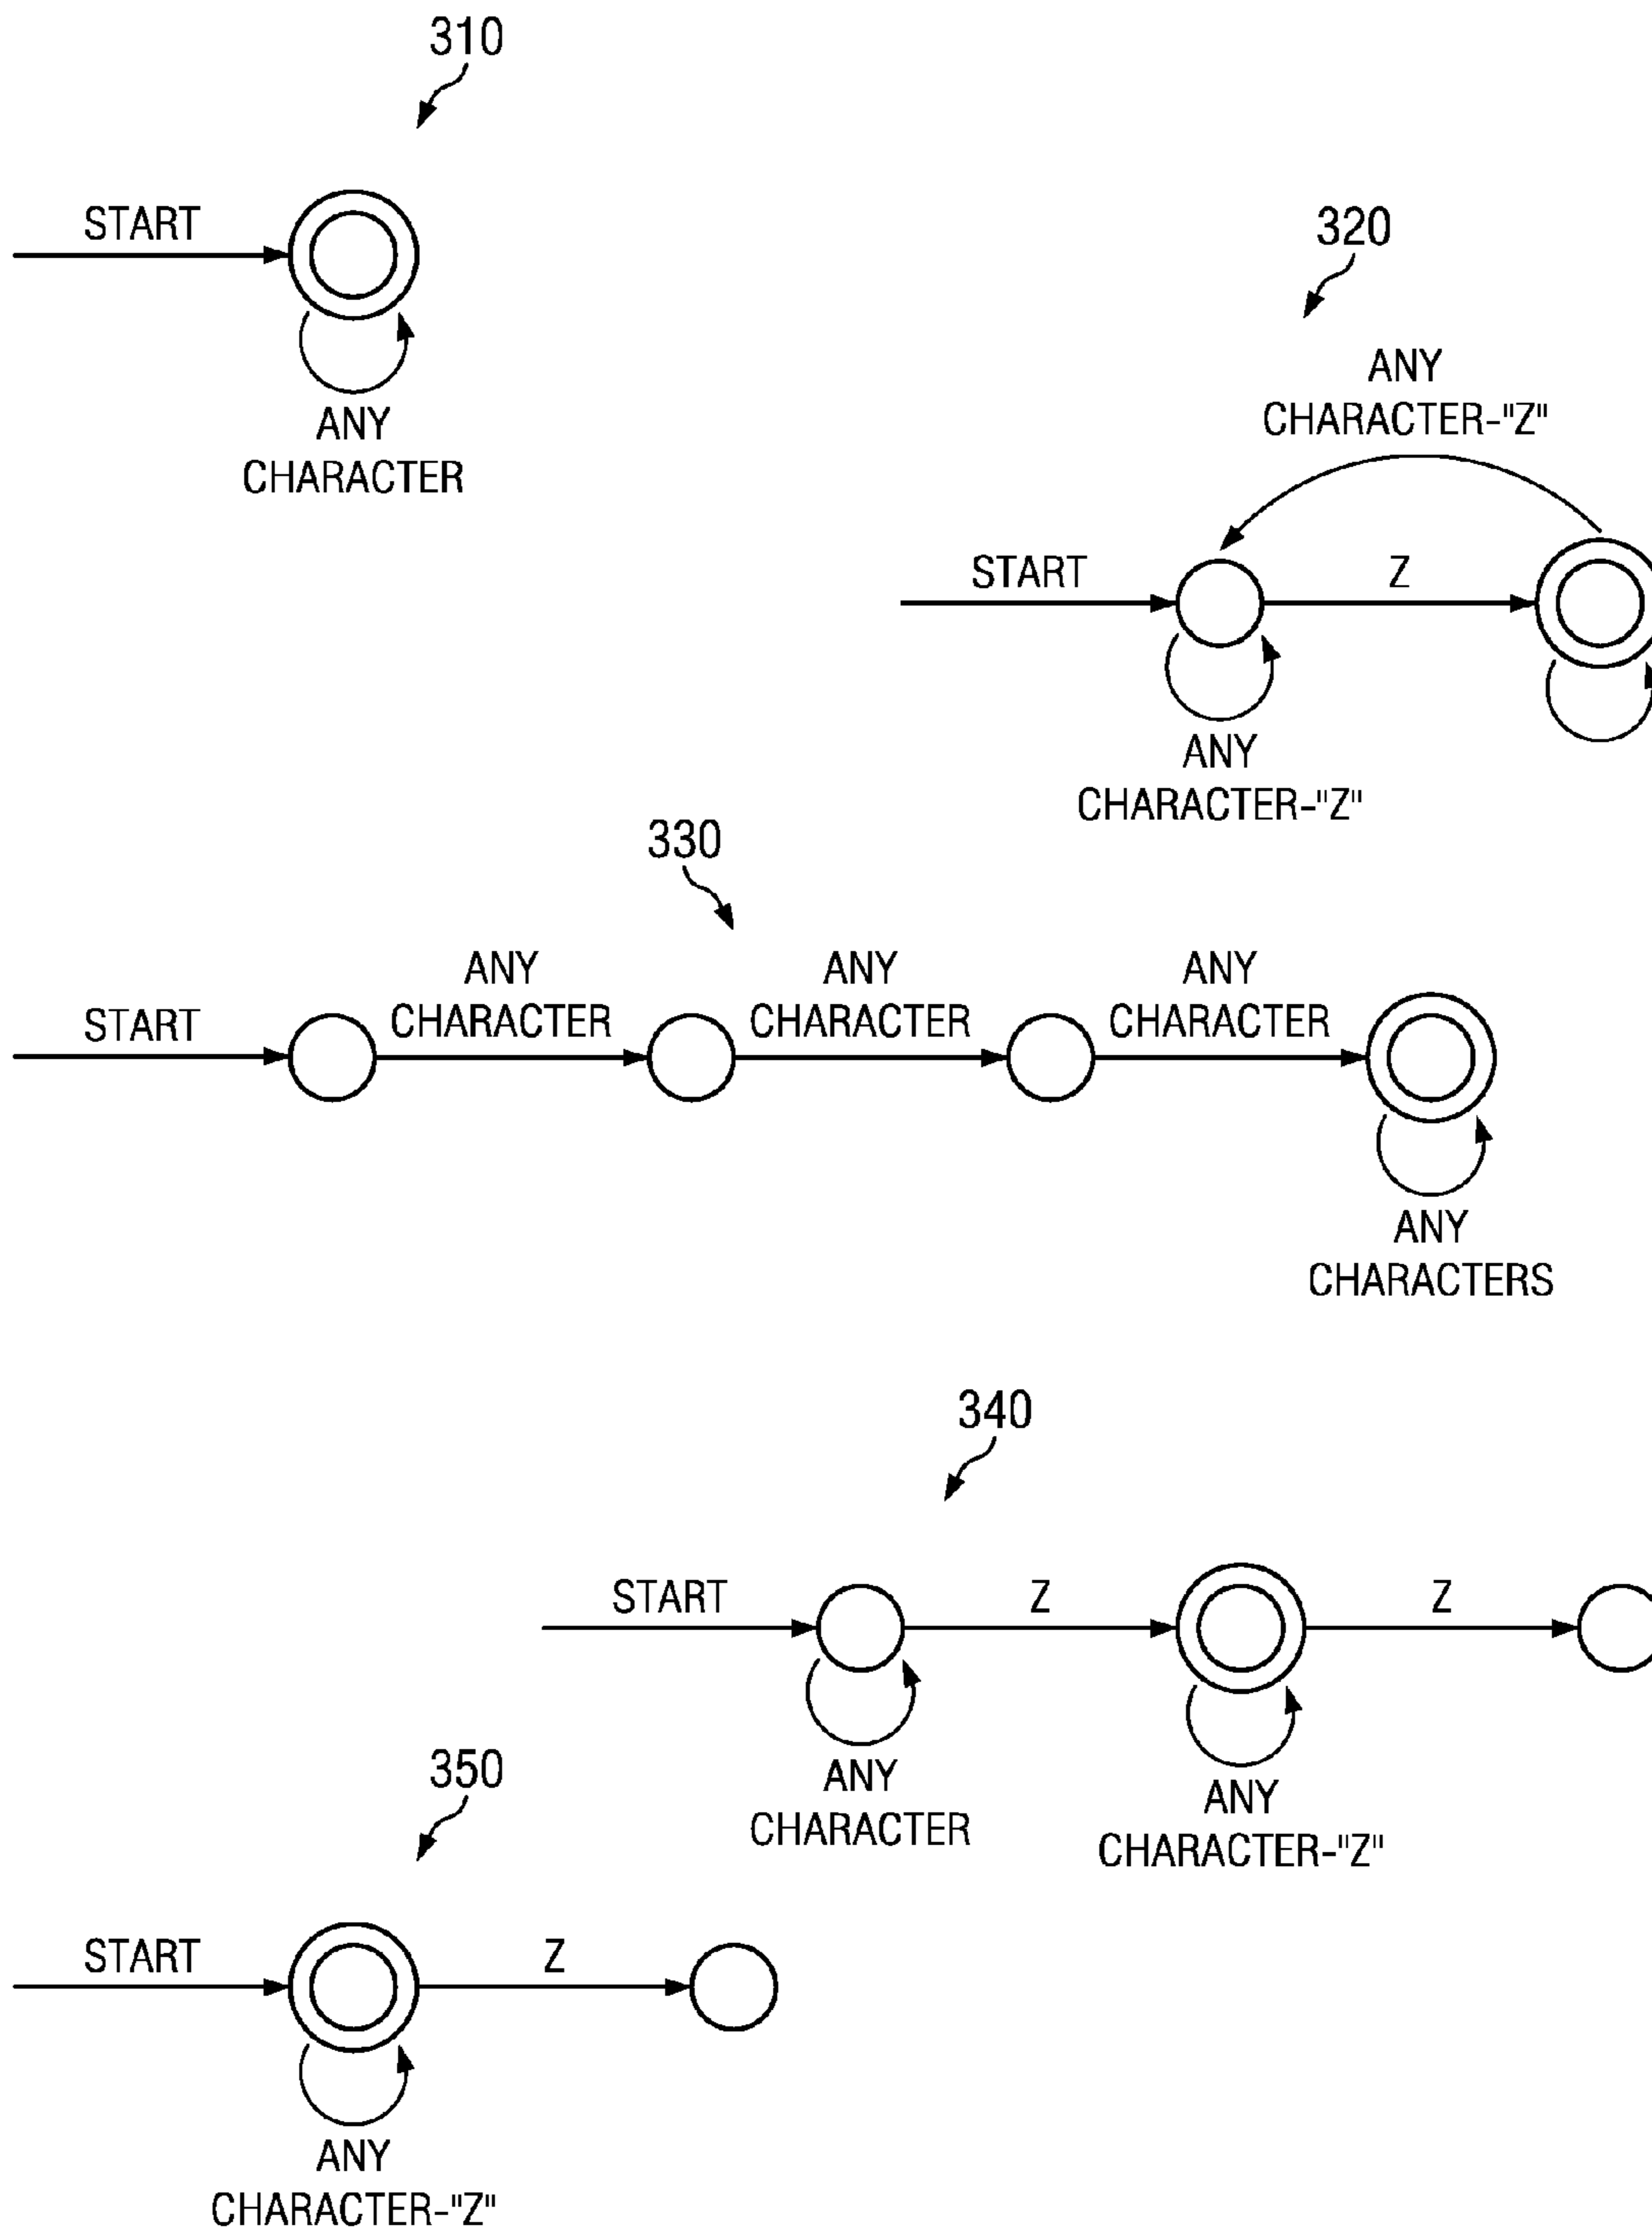 310
START
ANY
CHARACTER
320
ANY
CHARACTER-"Z"
START
Z
ANY
CHARACTER-"Z"
330
START
ANY
CHARACTER
ANY
CHARACTER
ANY
CHARACTER
ANY
CHARACTERS
340
START
Z
Z
ANY
CHARACTER
ANY
CHARACTER-"Z"
350
START
Z
ANY
CHARACTER-"Z"